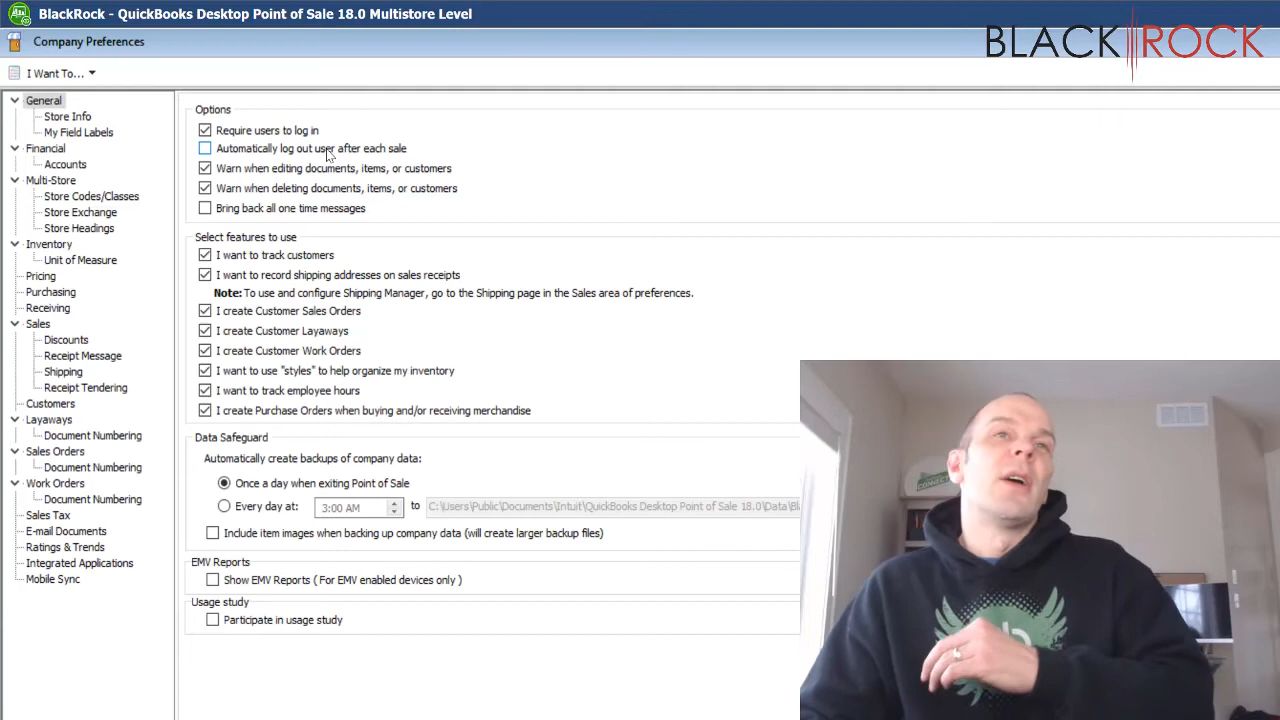 BlackRock - QuickBooks Desktop Point of Sale 18.0 Multistore Level
BLACK ROCK
Company Preferences
I Want To...
General
Store Info
My Field Labels
Financial
Accounts
Multi-Store
Store Codes/Classes
Store Exchange
Store Headings
Inventory
Unit of Measure
Pricing
Purchasing
Receiving
Sales
Discounts
Receipt Message
Shipping
Receipt Tendering
Customers
Layaways
Document Numbering
Sales Orders
Document Numbering
Work Orders
Document Numbering
Sales Tax
E-mail Documents
Ratings & Trends
Integrated Applications
Mobile Sync
Options
Require users to log in
Automatically log out user after each sale
Warn when editing documents, items, or customers
Warn when deleting documents, items, or customers
Bring back all one time messages
Select features to use
I want to track customers
I want to record shipping addresses on sales receipts
Note: To use and configure Shipping Manager, go to the Shipping page in the Sales area of preferences.
I create Customer Sales Orders
I create Customer Layaways
I create Customer Work Orders
I want to use "styles" to help organize my inventory
I want to track employee hours
I create Purchase Orders when buying and/or receiving merchandise
Data Safeguard
Automatically create backups of company data:
Once a day when exiting Point of Sale
Every day at: 3:00 AM to C:\Users\Public\Documents\Intuit\QuickBooks Desktop Point of Sale 18.0\Data\Bl
Include item images when backing up company data (will create larger backup files)
EMV Reports
Show EMV Reports ( For EMV enabled devices only )
Usage study
Participate in usage study